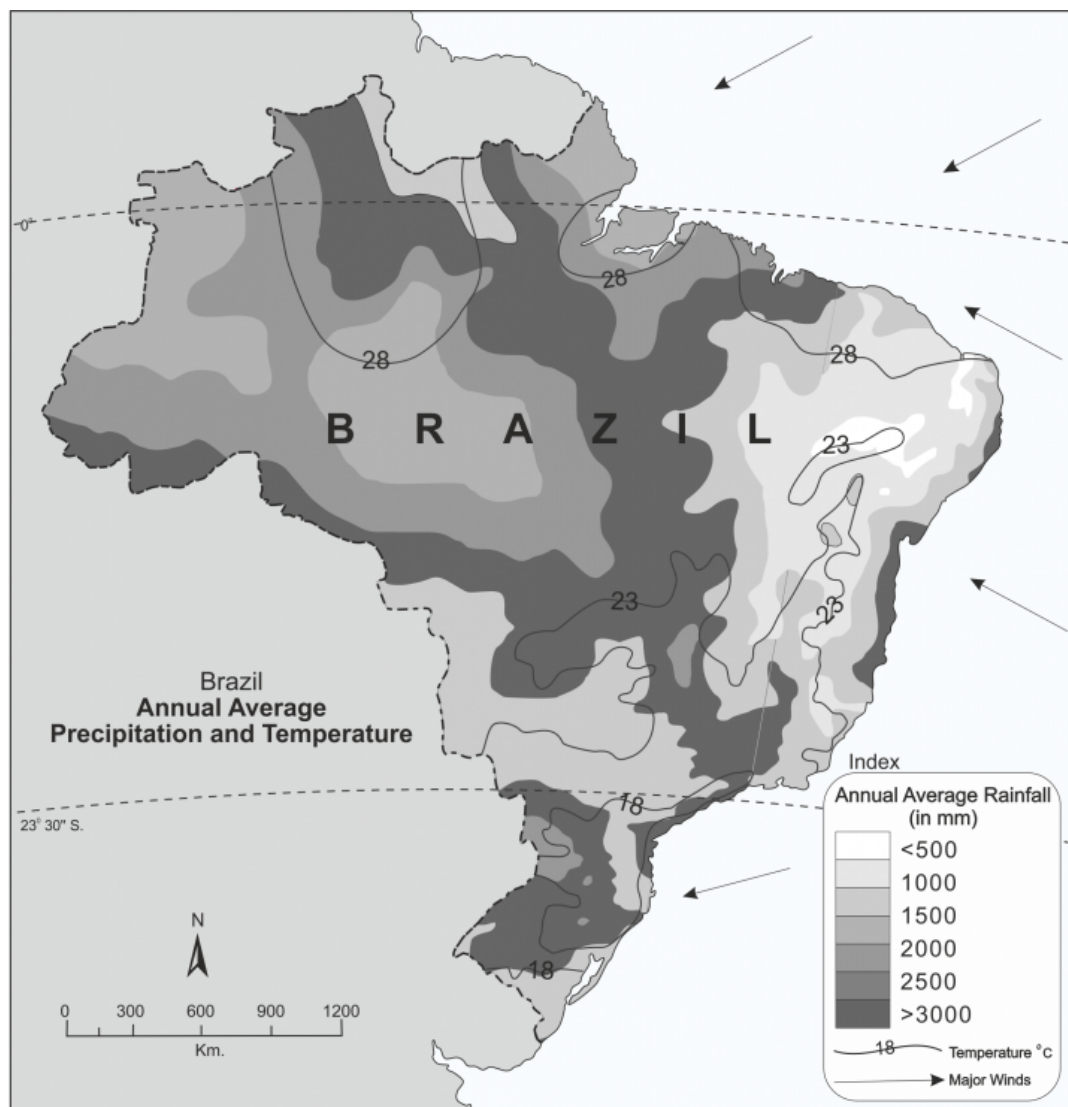 0°
28
28
28
B R A Z I L
23
23
23
Brazil
Annual Average
Precipitation and Temperature
18
23° 30" S.
18
N
0 300 600 900 1200
Km.
Index
Annual Average Rainfall
(in mm)
<500
1000
1500
2000
2500
>3000
18 Temperature °C
Major Winds